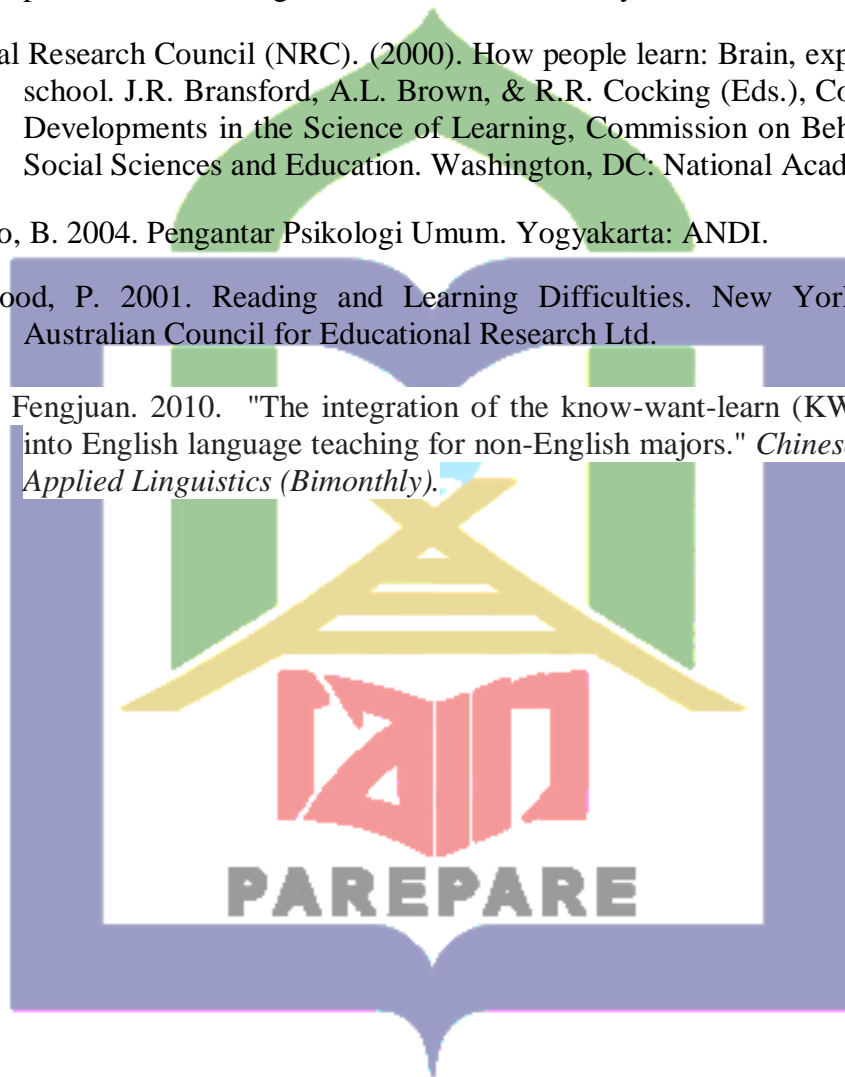 al Research Council (NRC). (2000). How people learn: Brain, exp
school. J.R. Bransford, A.L. Brown, & R.R. Cocking (Eds.), Co
Developments in the Science of Learning, Commission on Beh
Social Sciences and Education. Washington, DC: National Acad
o, B. 2004. Pengantar Psikologi Umum. Yogyakarta: ANDI.
ood, P. 2001. Reading and Learning Difficulties. New York
Australian Council for Educational Research Ltd.
Fengjuan. 2010. "The integration of the know-want-learn (KW
into English language teaching for non-English majors." Chines
Applied Linguistics (Bimonthly).
iain
PAREPARE